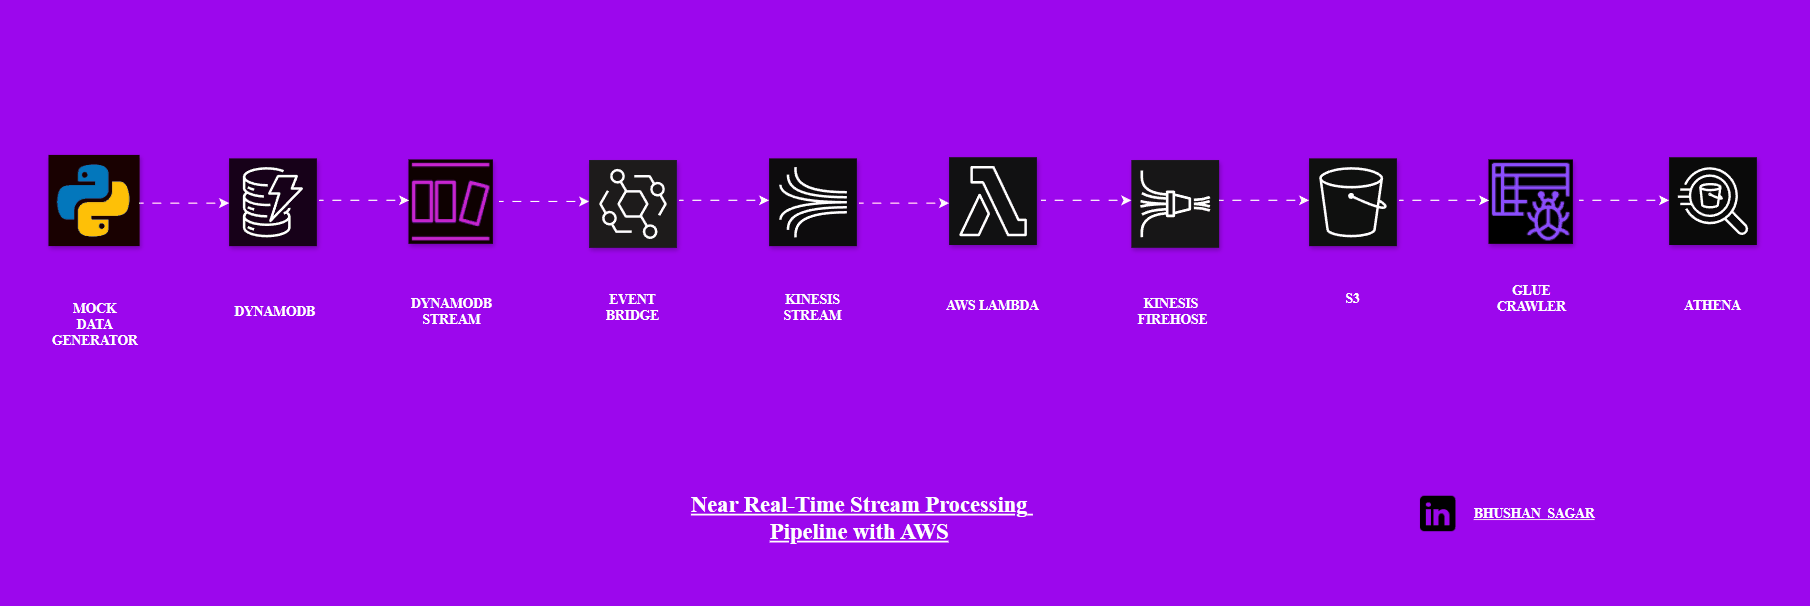 MOCK
DATA
GENERATOR
DYNAMODB
DYNAMODB
STREAM
EVENT
BRIDGE
KINESIS
STREAM
AWS LAMBDA
KINESIS
FIREHOSE
S3
GLUE
CRAWLER
ATHENA
Near Real-Time Stream Processing
Pipeline with AWS
in
BHUSHAN SAGAR